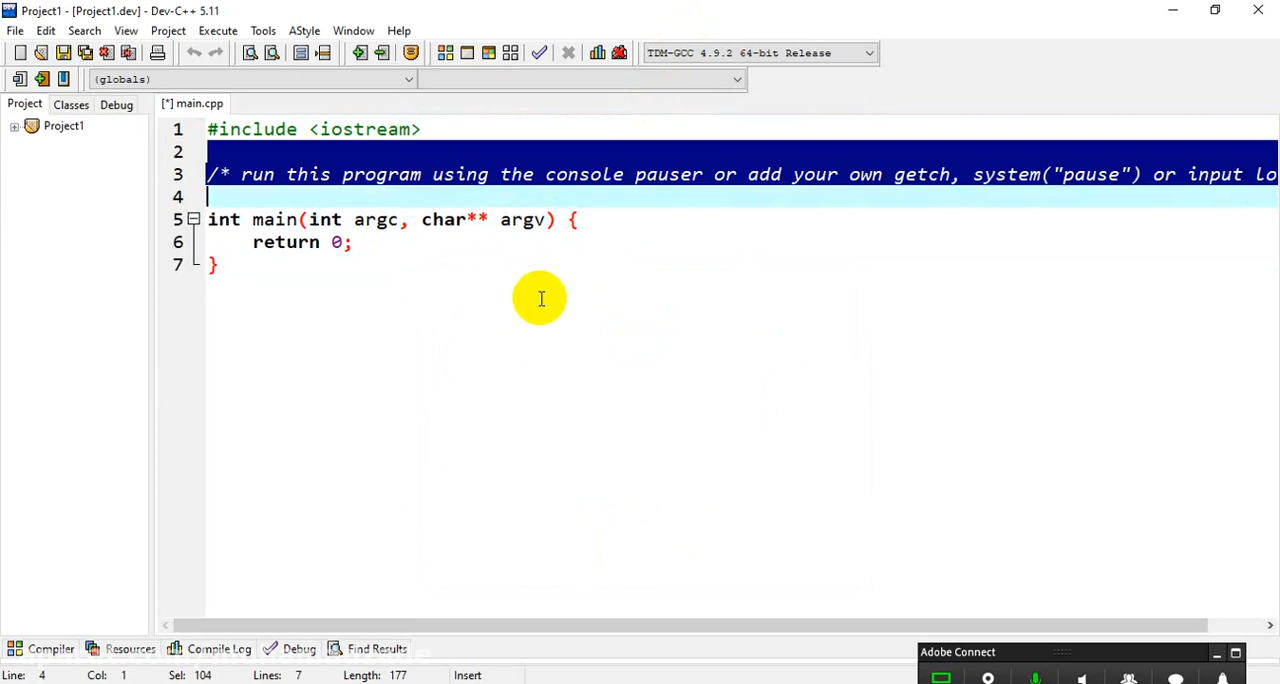 Project1 - [Project1.dev] - Dev-C++ 5.11
File Edit Search View Project Execute Tools AStyle Window Help
TDM-GCC 4.9.2 64-bit Release
(globals)
Project Classes Debug [*] main.cpp
Project1
1 #include <iostream>
2
3 /* run this program using the console pauser or add your own getch, system("pause") or input lo
4
5 int main(int argc, char** argv) {
6 return 0;
7 }
Compiler Resources Compile Log Debug Find Results
Adobe Connect
Line: 4 Col: 1 Sel: 104 Lines: 7 Length: 177 Insert